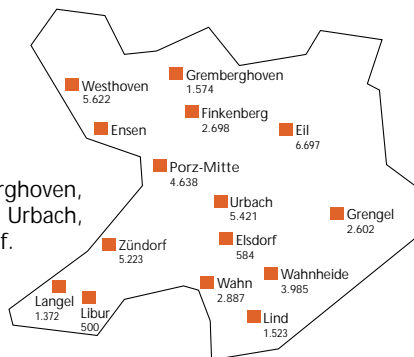 Gremberghoven
1.574
Westhoven
5.622
Finkenberg
2.698
Ensen
Eil
6.697
Porz-Mitte
4.638
rghoven,
Urbach,
f.
Urbach
5.421
Grengel
2.602
Elsdorf
584
Zündorf
5.223
Wahnheide
3.985
Wahn
2.887
Langel
1.372
Libur
500
Lind
1.523